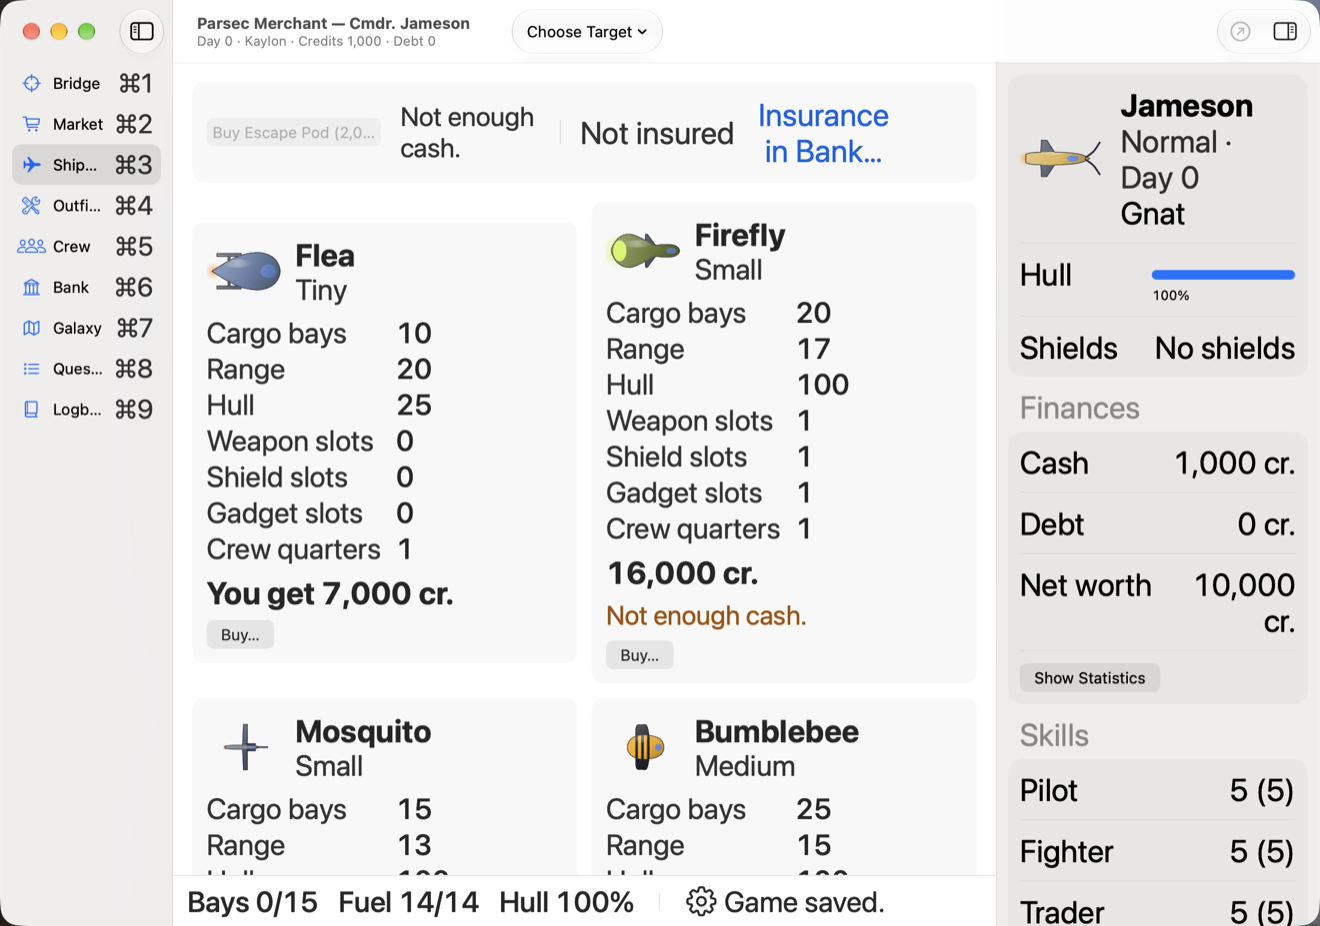 Parsec Merchant — Cmdr. Jameson
Day 0 · Kaylon · Credits 1,000 · Debt 0
Choose Target
Bridge ⌘1
Market ⌘2
Ship... ⌘3
Outfi... ⌘4
Crew ⌘5
Bank ⌘6
Galaxy ⌘7
Ques... ⌘8
Logb... ⌘9
Buy Escape Pod (2,0...
Not enough
cash.
Not insured
Insurance
in Bank...
Flea
Tiny
Cargo bays 10
Range 20
Hull 25
Weapon slots 0
Shield slots 0
Gadget slots 0
Crew quarters 1
You get 7,000 cr.
Buy...
Firefly
Small
Cargo bays 20
Range 17
Hull 100
Weapon slots 1
Shield slots 1
Gadget slots 1
Crew quarters 1
16,000 cr.
Not enough cash.
Buy...
Mosquito
Small
Cargo bays 15
Range 13
Bumblebee
Medium
Cargo bays 25
Range 15
Bays 0/15 Fuel 14/14 Hull 100% Game saved.
Jameson
Normal ·
Day 0
Gnat
Hull
100%
Shields No shields
Finances
Cash 1,000 cr.
Debt 0 cr.
Net worth 10,000
cr.
Show Statistics
Skills
Pilot 5 (5)
Fighter 5 (5)
Trader 5 (5)